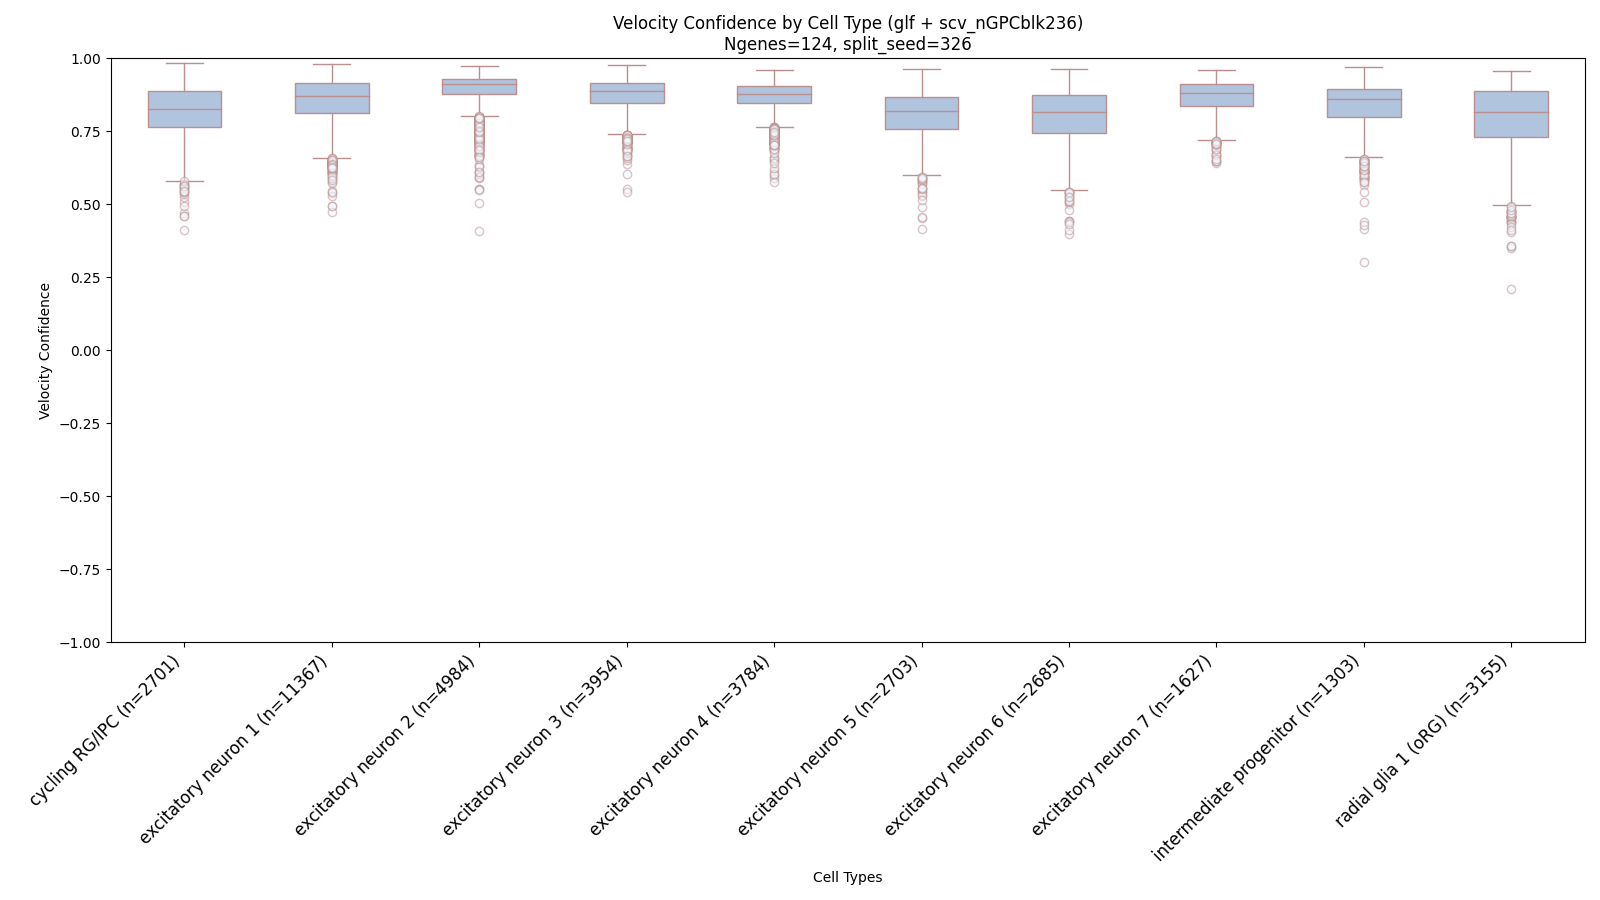 Velocity Confidence by Cell Type (glf + scv_nGPCblk236)
Ngenes=124, split_seed=326
Velocity Confidence
1.00
0.75
0.50
0.25
0.00
−0.25
−0.50
−0.75
−1.00
cycling RG/IPC (n=2701)
excitatory neuron 1 (n=11367)
excitatory neuron 2 (n=4984)
excitatory neuron 3 (n=3954)
excitatory neuron 4 (n=3784)
excitatory neuron 5 (n=2703)
excitatory neuron 6 (n=2685)
excitatory neuron 7 (n=1627)
intermediate progenitor (n=1303)
radial glia 1 (oRG) (n=3155)
Cell Types